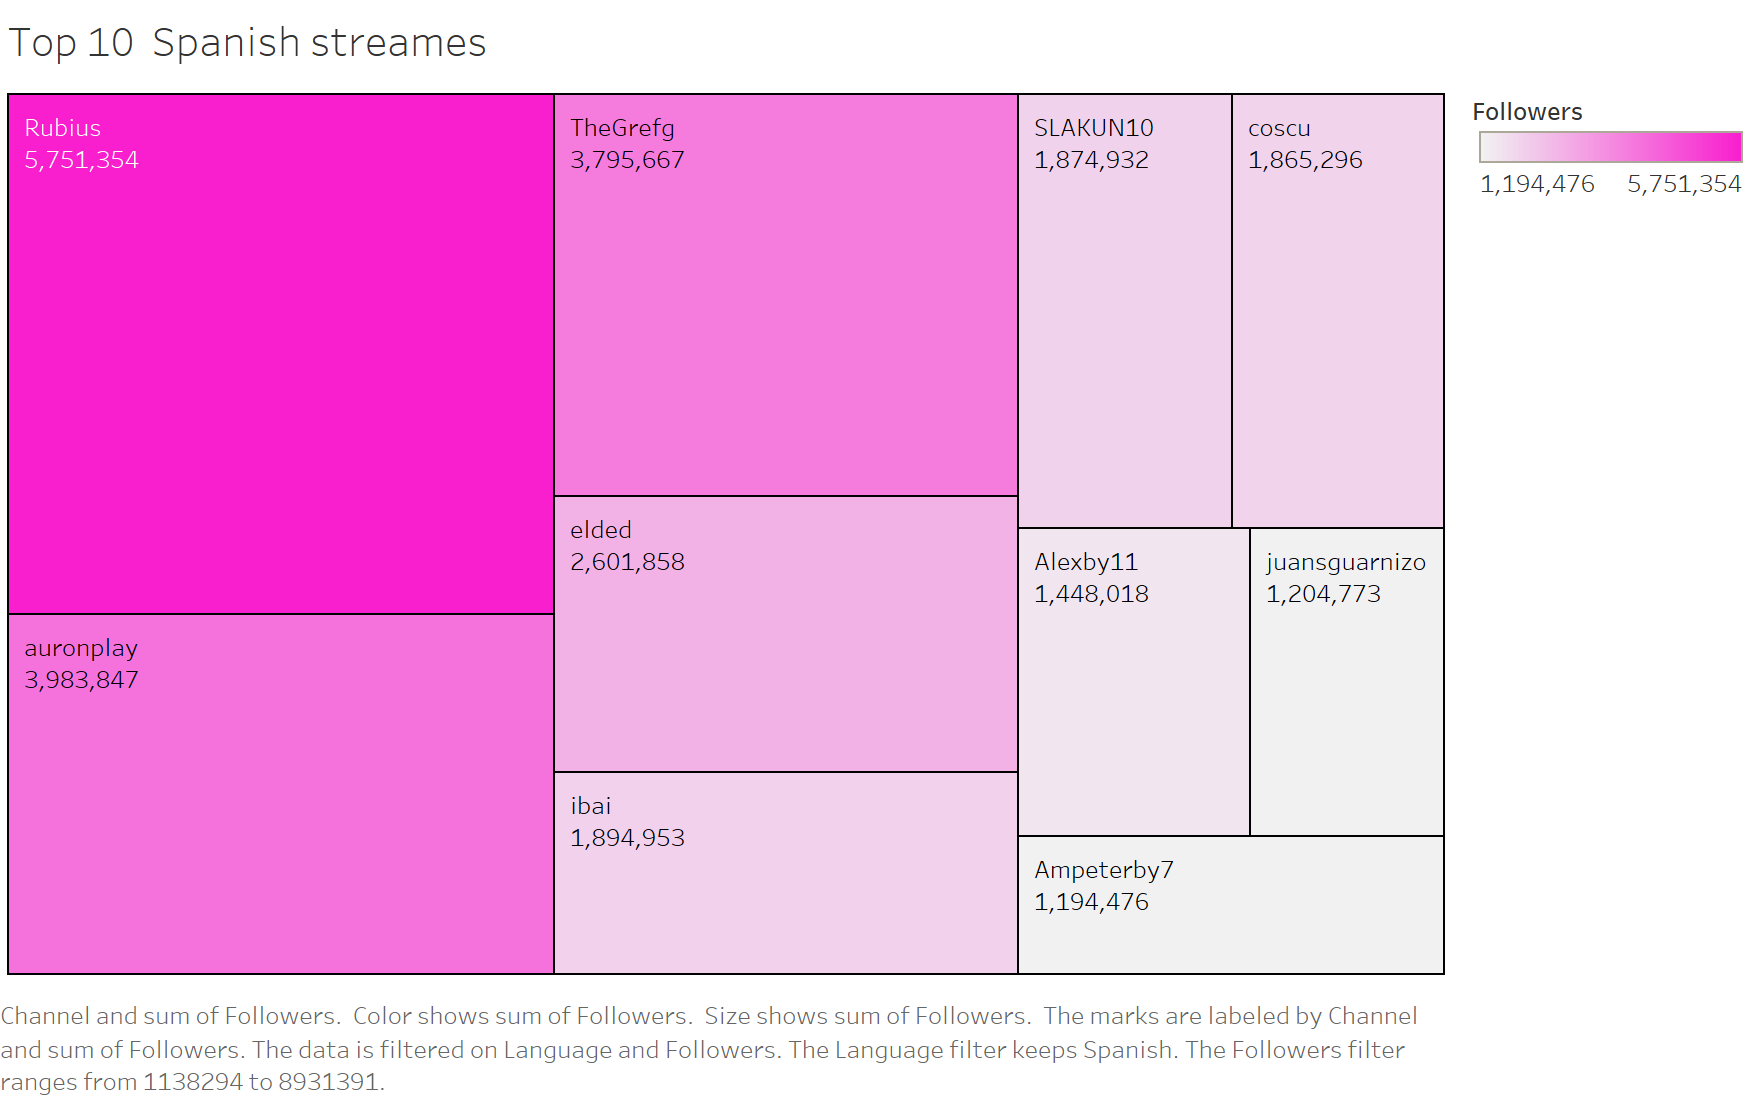 Top 10  Spanish streames
Rubius
5,751,354
auronplay
3,983,847
TheGrefg
3,795,667
elded
2,601,858
ibai
1,894,953
SLAKUN10
1,874,932
coscu
1,865,296
Alexby11
1,448,018
juansguarnizo
1,204,773
Ampeterby7
1,194,476
Followers
1,194,476 5,751,354
Channel and sum of Followers.  Color shows sum of Followers.  Size shows sum of Followers.  The marks are labeled by Channel
and sum of Followers. The data is filtered on Language and Followers. The Language filter keeps Spanish. The Followers filter
ranges from 1138294 to 8931391.